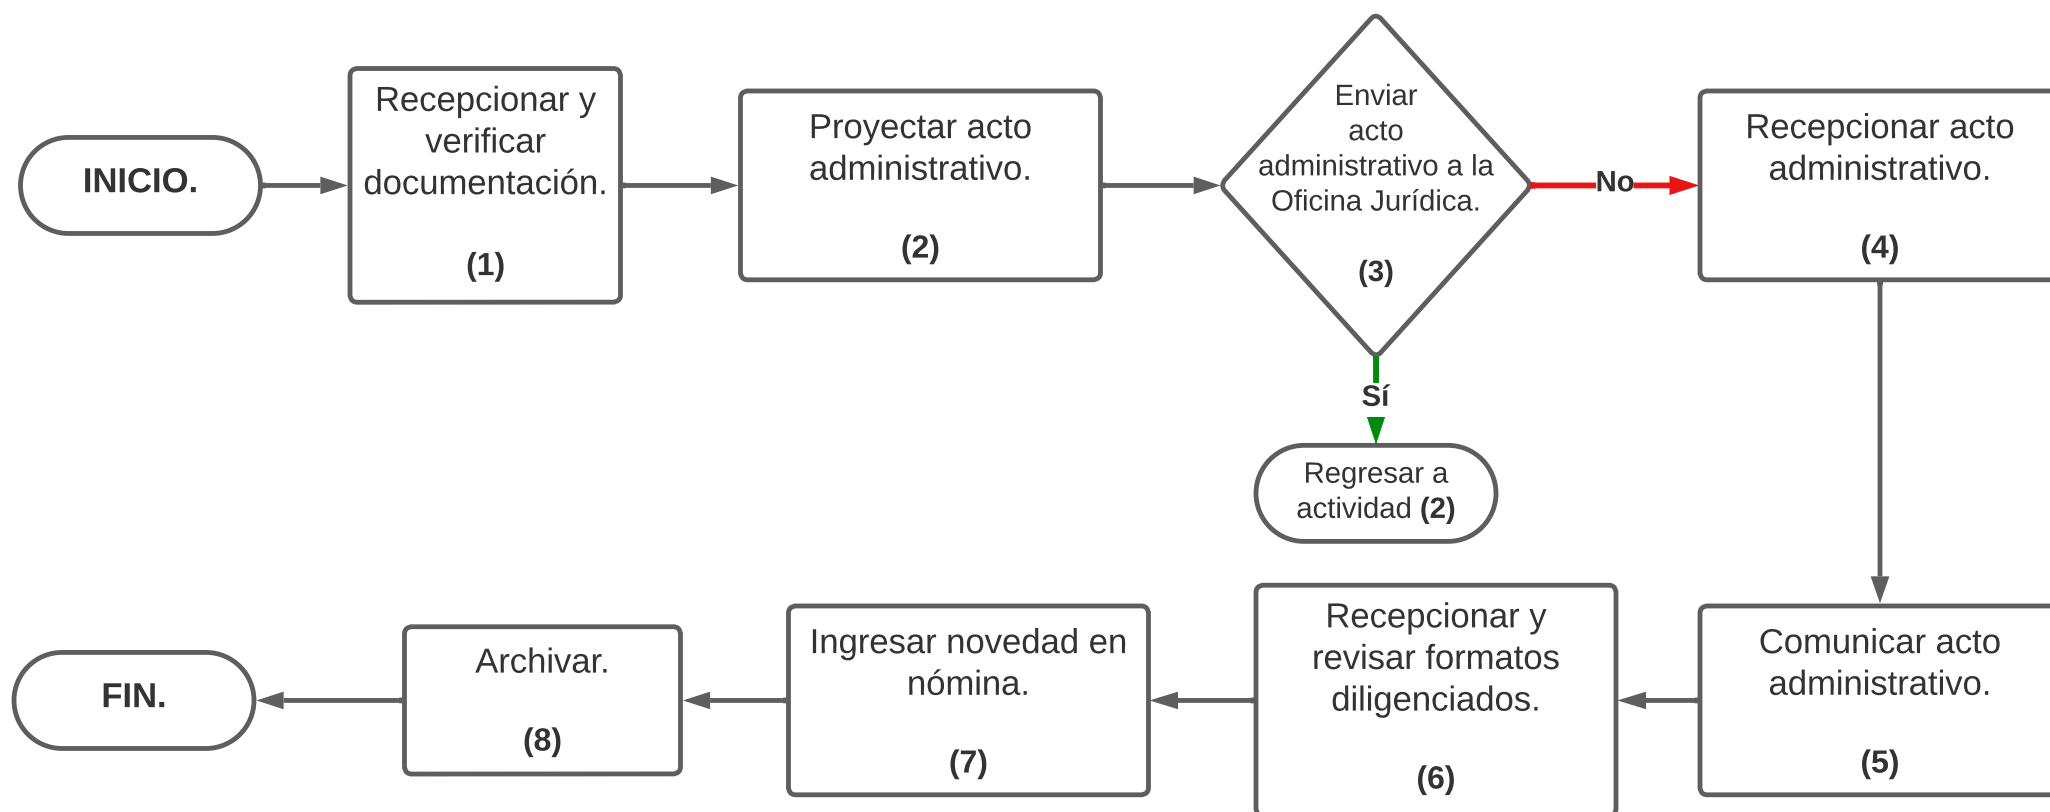 INICIO.
Recepcionar y
verificar
documentación.
(1)
Proyectar acto
administrativo.
(2)
Enviar
acto
administrativo a la
Oficina Jurídica.
(3)
No
Recepcionar acto
administrativo.
(4)
Sí
Regresar a
actividad (2)
Comunicar acto
administrativo.
(5)
Recepcionar y
revisar formatos
diligenciados.
(6)
Ingresar novedad en
nómina.
(7)
Archivar.
(8)
FIN.